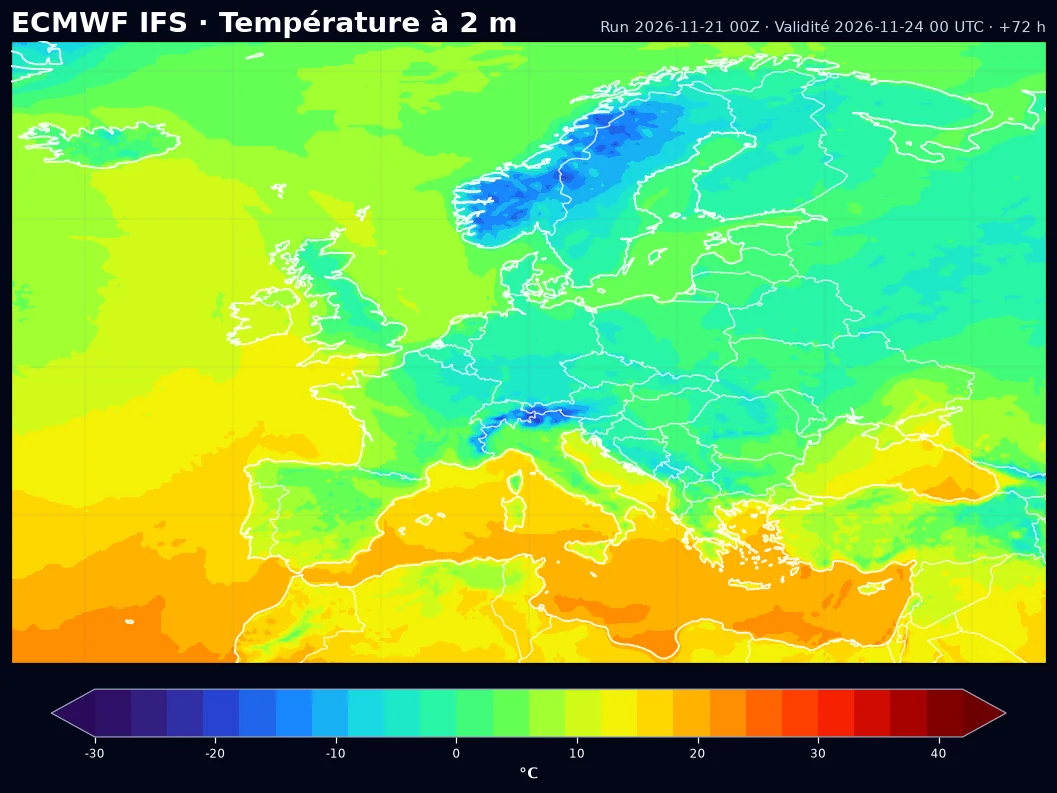 ECMWF IFS · Température à 2 m
Run 2026-11-21 00Z · Validité 2026-11-24 00 UTC · +72 h
-30 -20 -10 0 10 20 30 40
°C